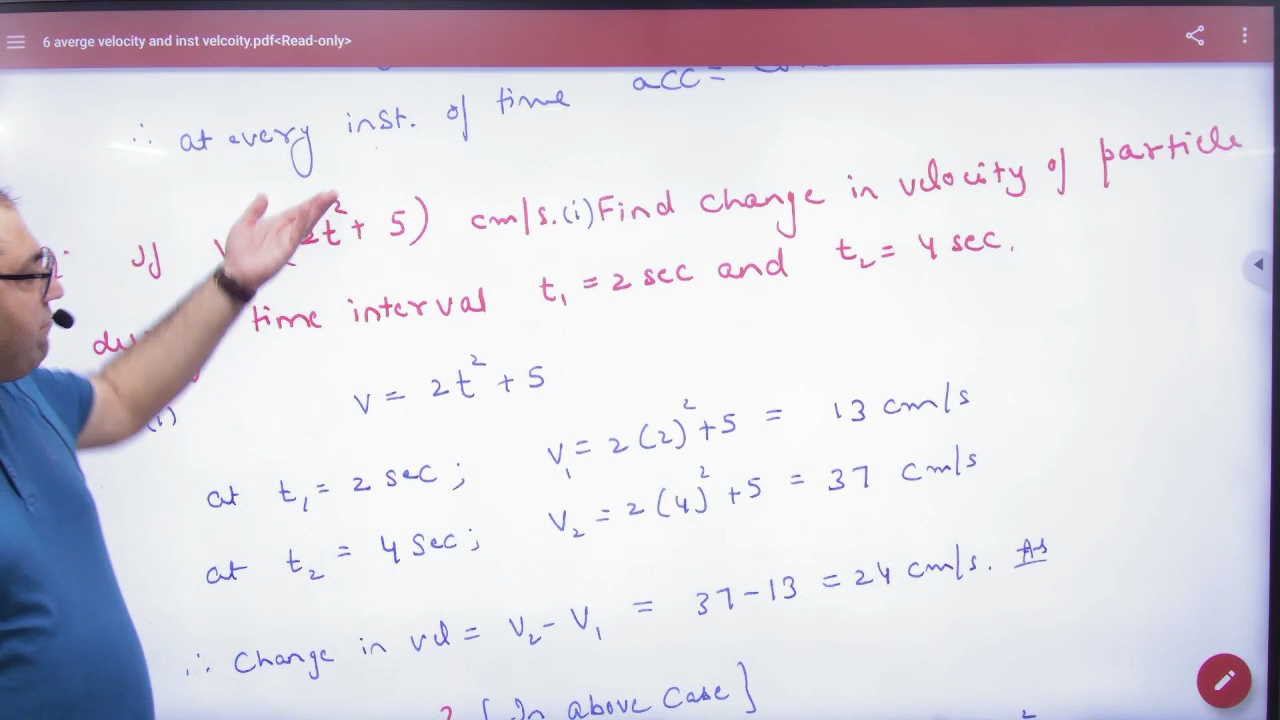 6 averge velocity and inst velcoity.pdf<Read-only>
acc =
∴ at every inst. of time
If 2t² + 5) cm/s. (i) Find change in velocity of particle
time interval t₁ = 2 sec and t₂ = 4 sec.
(i) v = 2t² + 5
at t₁ = 2 sec ; v₁ = 2(2)² + 5 = 13 cm/s
at t₂ = 4 sec ; v₂ = 2(4)² + 5 = 37 cm/s
∴ Change in vel = v₂ - v₁ = 37 - 13 = 24 cm/s. As
[In above Case]